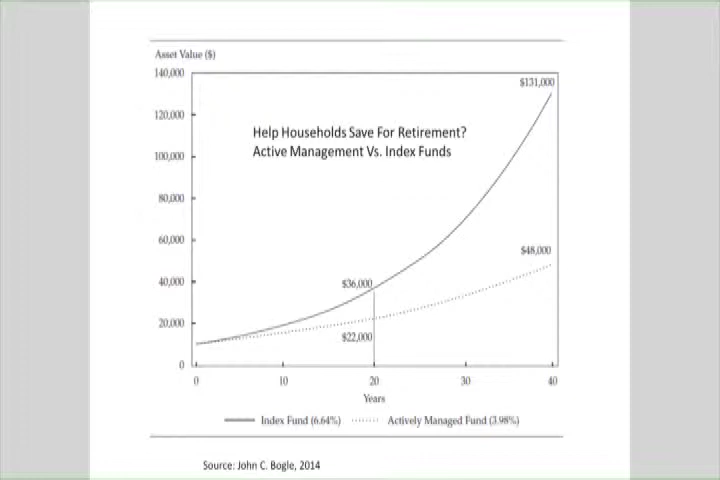 Asset Value ($)
140,000
$131,000
120,000
Help Households Save For Retirement?
Active Management Vs. Index Funds
100,000
80,000
60,000
$48,000
40,000
$36,000
20,000
$22,000
0
0 10 20 30 40
Years
Index Fund (6.64%) Actively Managed Fund (3.98%)
Source: John C. Bogle, 2014